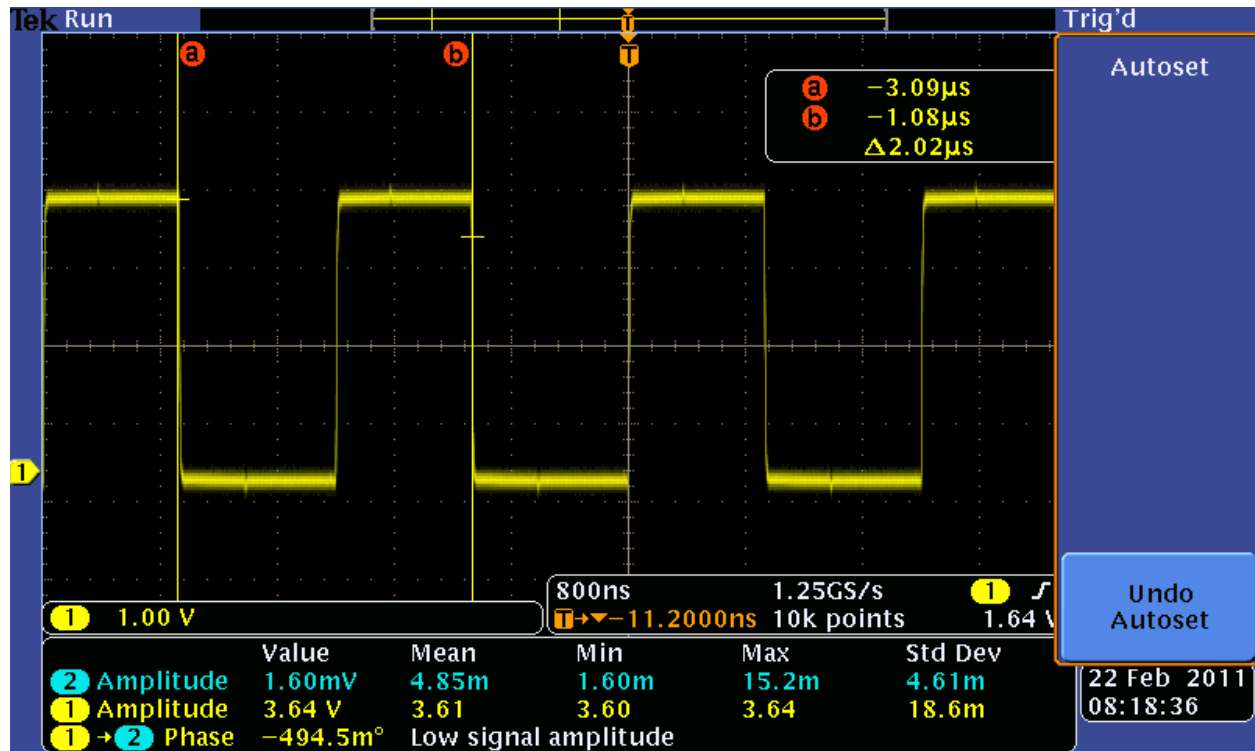 Tek Run Trig'd
T
a b T
Autoset
a −3.09µs
b −1.08µs
Δ2.02µs
1
800ns 1.25GS/s 1
1 1.00 V
T→▼−11.2000ns 10k points 1.64 V
Undo
Autoset
Value Mean Min Max Std Dev
2 Amplitude 1.60mV 4.85m 1.60m 15.2m 4.61m
1 Amplitude 3.64 V 3.61 3.60 3.64 18.6m
1 → 2 Phase −494.5m° Low signal amplitude
22 Feb 2011
08:18:36